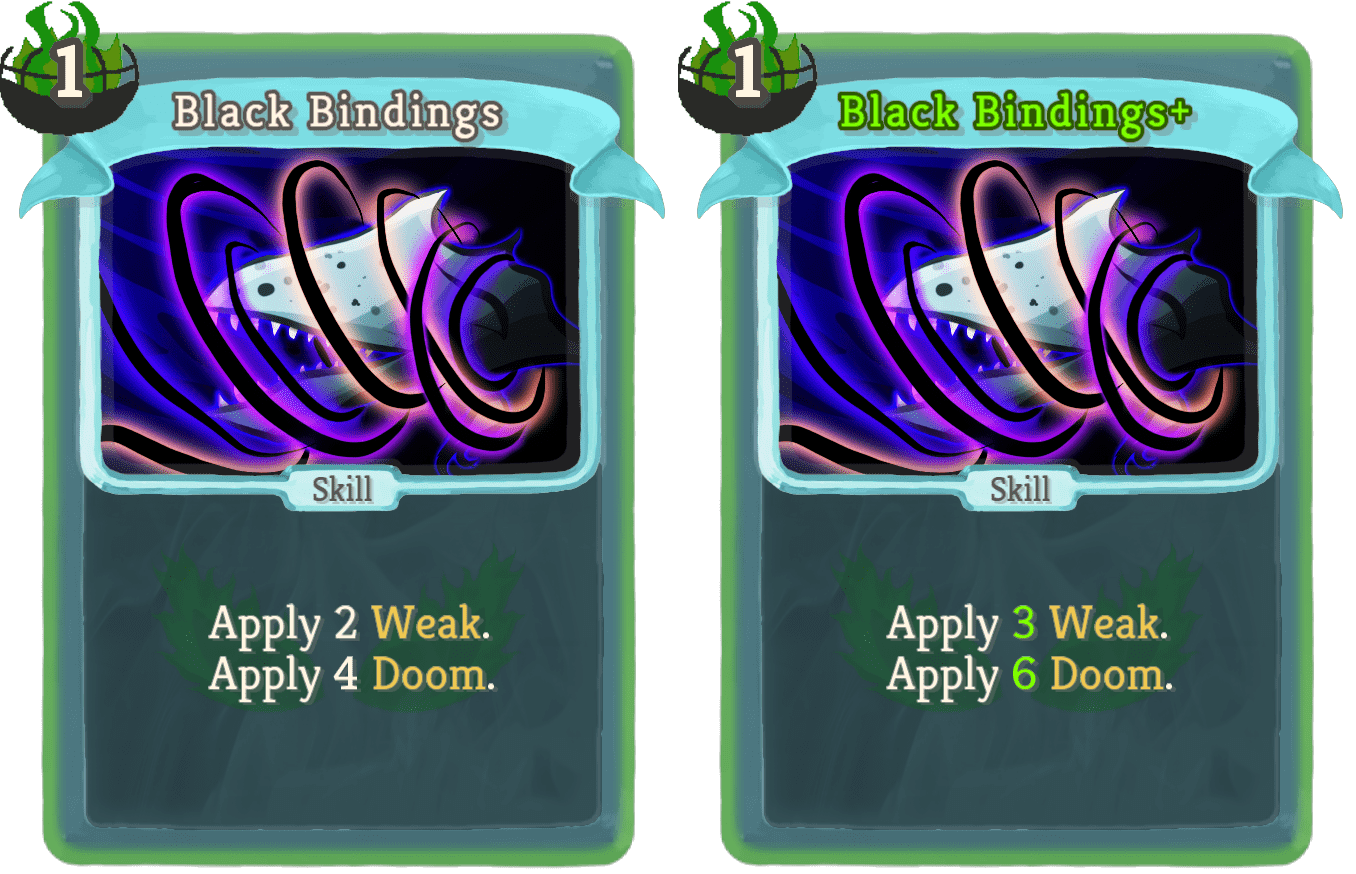 1
Black Bindings
Skill
Apply 2 Weak.
Apply 4 Doom.
1
Black Bindings+
Skill
Apply 3 Weak.
Apply 6 Doom.